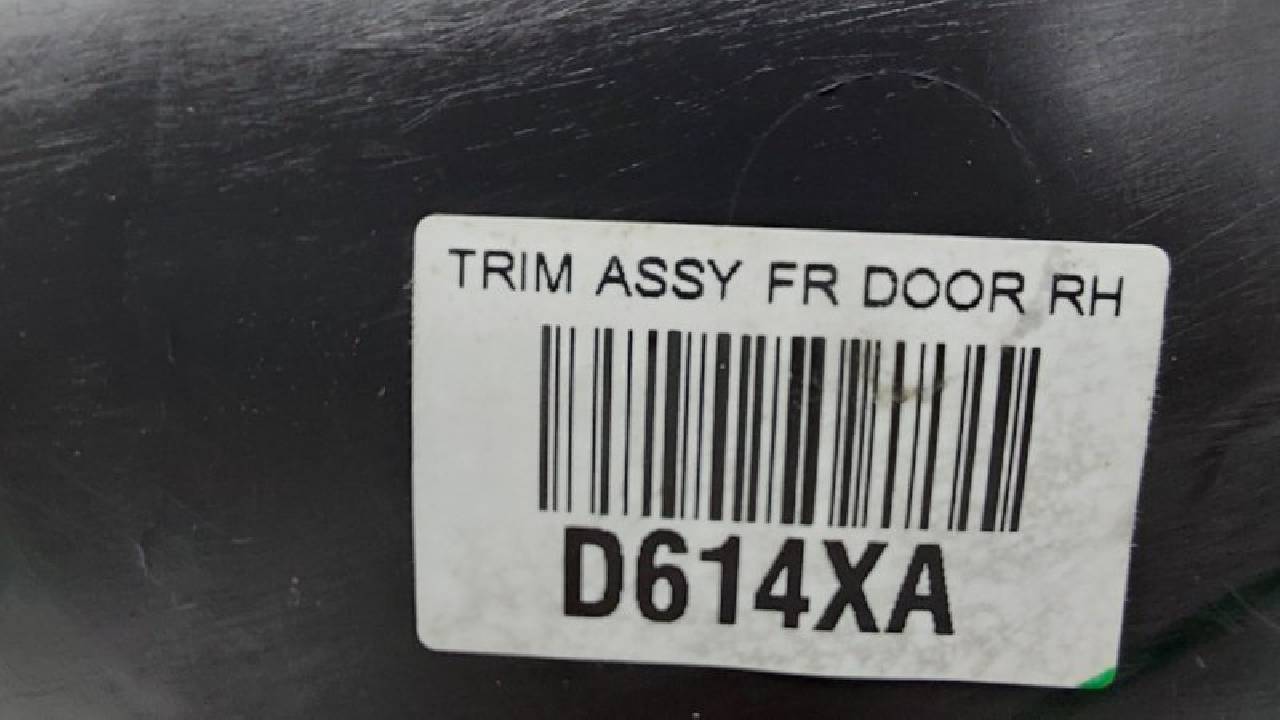 TRIM ASSY FR DOOR RH
D614XA